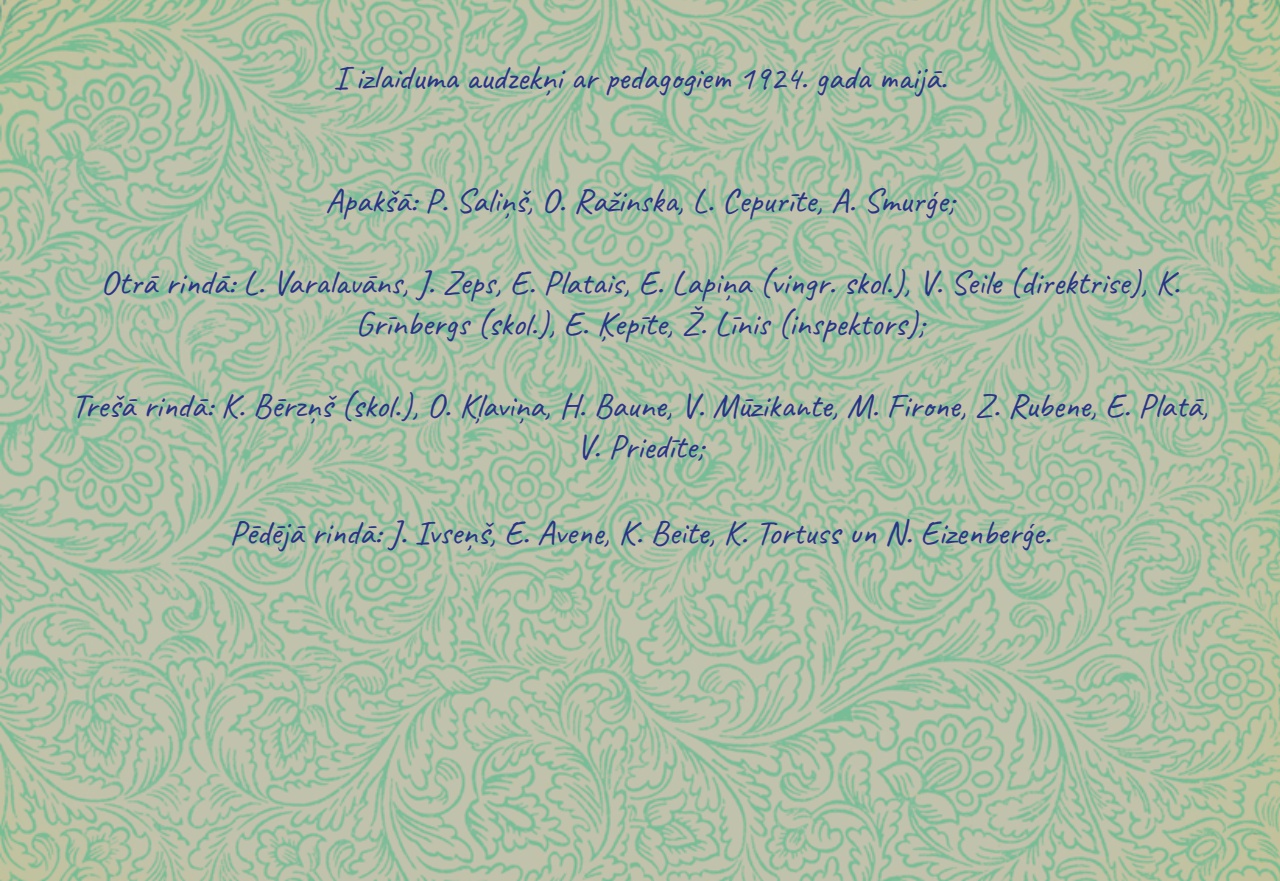 I izlaiduma audzekņi ar pedagogiem 1924. gada maijā.
Apakšā: P. Saliņš, O. Ražinska, L. Cepurīte, A. Smurģe;
Otrā rindā: L. Varalavāns, J. Zeps, E. Platais, E. Lapiņa (vingr. skol.), V. Seile (direktrise), K.
Grīnbergs (skol.), E. Ķepīte, Ž. Līnis (inspektors);
Trešā rindā: K. Bērzņš (skol.), O. Kļaviņa, H. Baune, V. Mūzikante, M. Firone, Z. Rubene, E. Platā,
V. Priedīte;
Pēdējā rindā: J. Ivseņš, E. Avene, K. Beite, K. Tortuss un N. Eizenberģe.